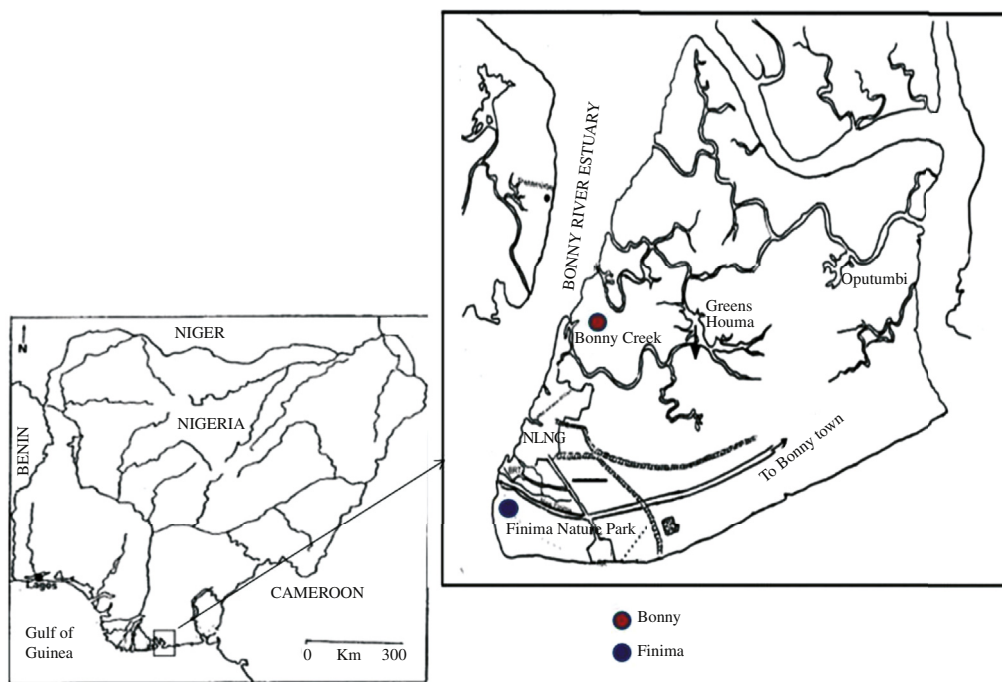 BONNY RIVER ESTUARY
Oputumbi
Greens
Houma
Bonny Creek
NLNG
To Bonny town
Finima Nature Park
N
NIGER
NIGERIA
BENIN
Lagos
CAMEROON
Gulf of
Guinea
0 Km 300
Bonny
Finima